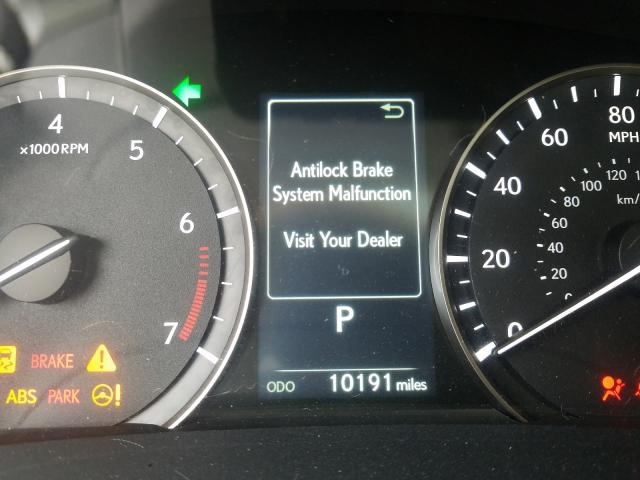 4
×1000RPM
5
6
7
BRAKE
ABS PARK
Antilock Brake
System Malfunction
Visit Your Dealer
P
ODO 10191 miles
80
MPH
60
40
20
0
120
100
80
km/
60
40
20
0